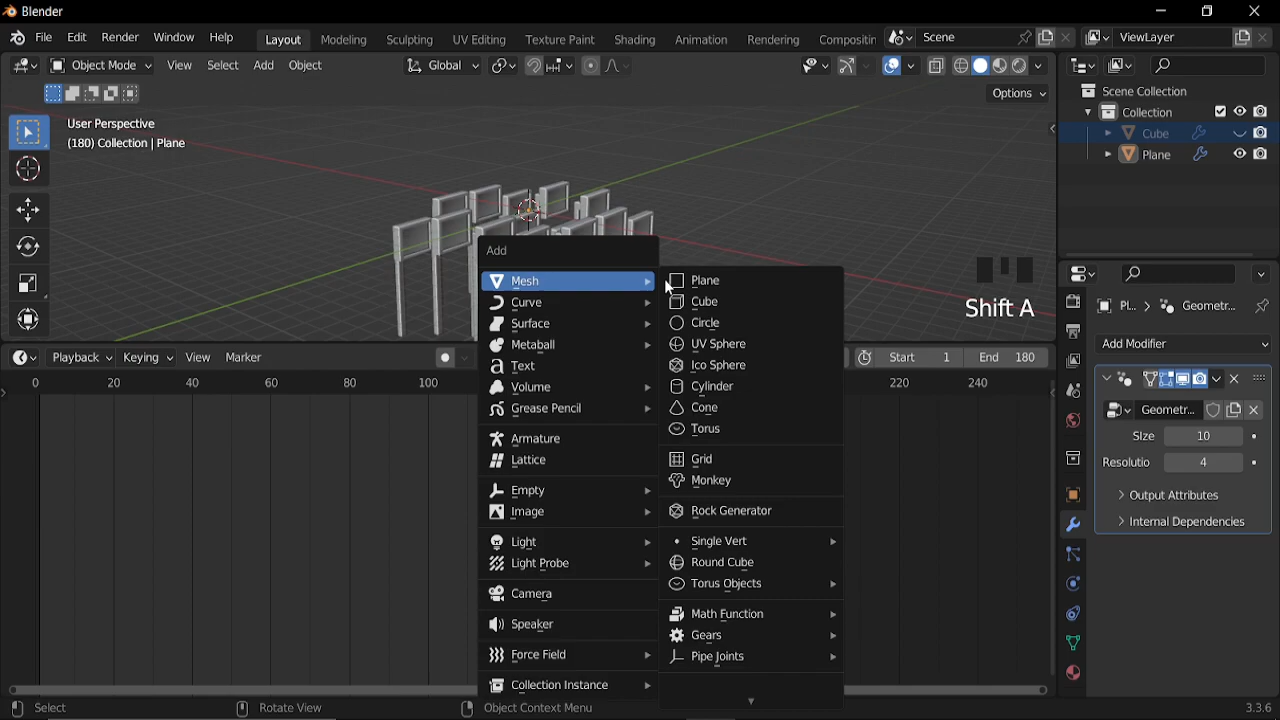 Blender
File Edit Render Window Help Layout Modeling Sculpting UV Editing Texture Paint Shading Animation Rendering Compositin Scene ViewLayer
Object Mode View Select Add Object Global
Options
User Perspective
(180) Collection | Plane
Scene Collection
Collection
Cube
Plane
Add
Mesh
Curve
Surface
Metaball
Text
Volume
Grease Pencil
Armature
Lattice
Empty
Image
Light
Light Probe
Camera
Speaker
Force Field
Collection Instance
Plane
Cube
Circle
UV Sphere
Ico Sphere
Cylinder
Cone
Torus
Grid
Monkey
Rock Generator
Single Vert
Round Cube
Torus Objects
Math Function
Gears
Pipe Joints
Shift A
Playback Keying View Marker Start 1 End 180
0 20 40 60 80 100 220 240
Pl... Geometr...
Add Modifier
Geometr...
Size 10
Resolutio 4
Output Attributes
Internal Dependencies
Select Rotate View Object Context Menu 3.3.6